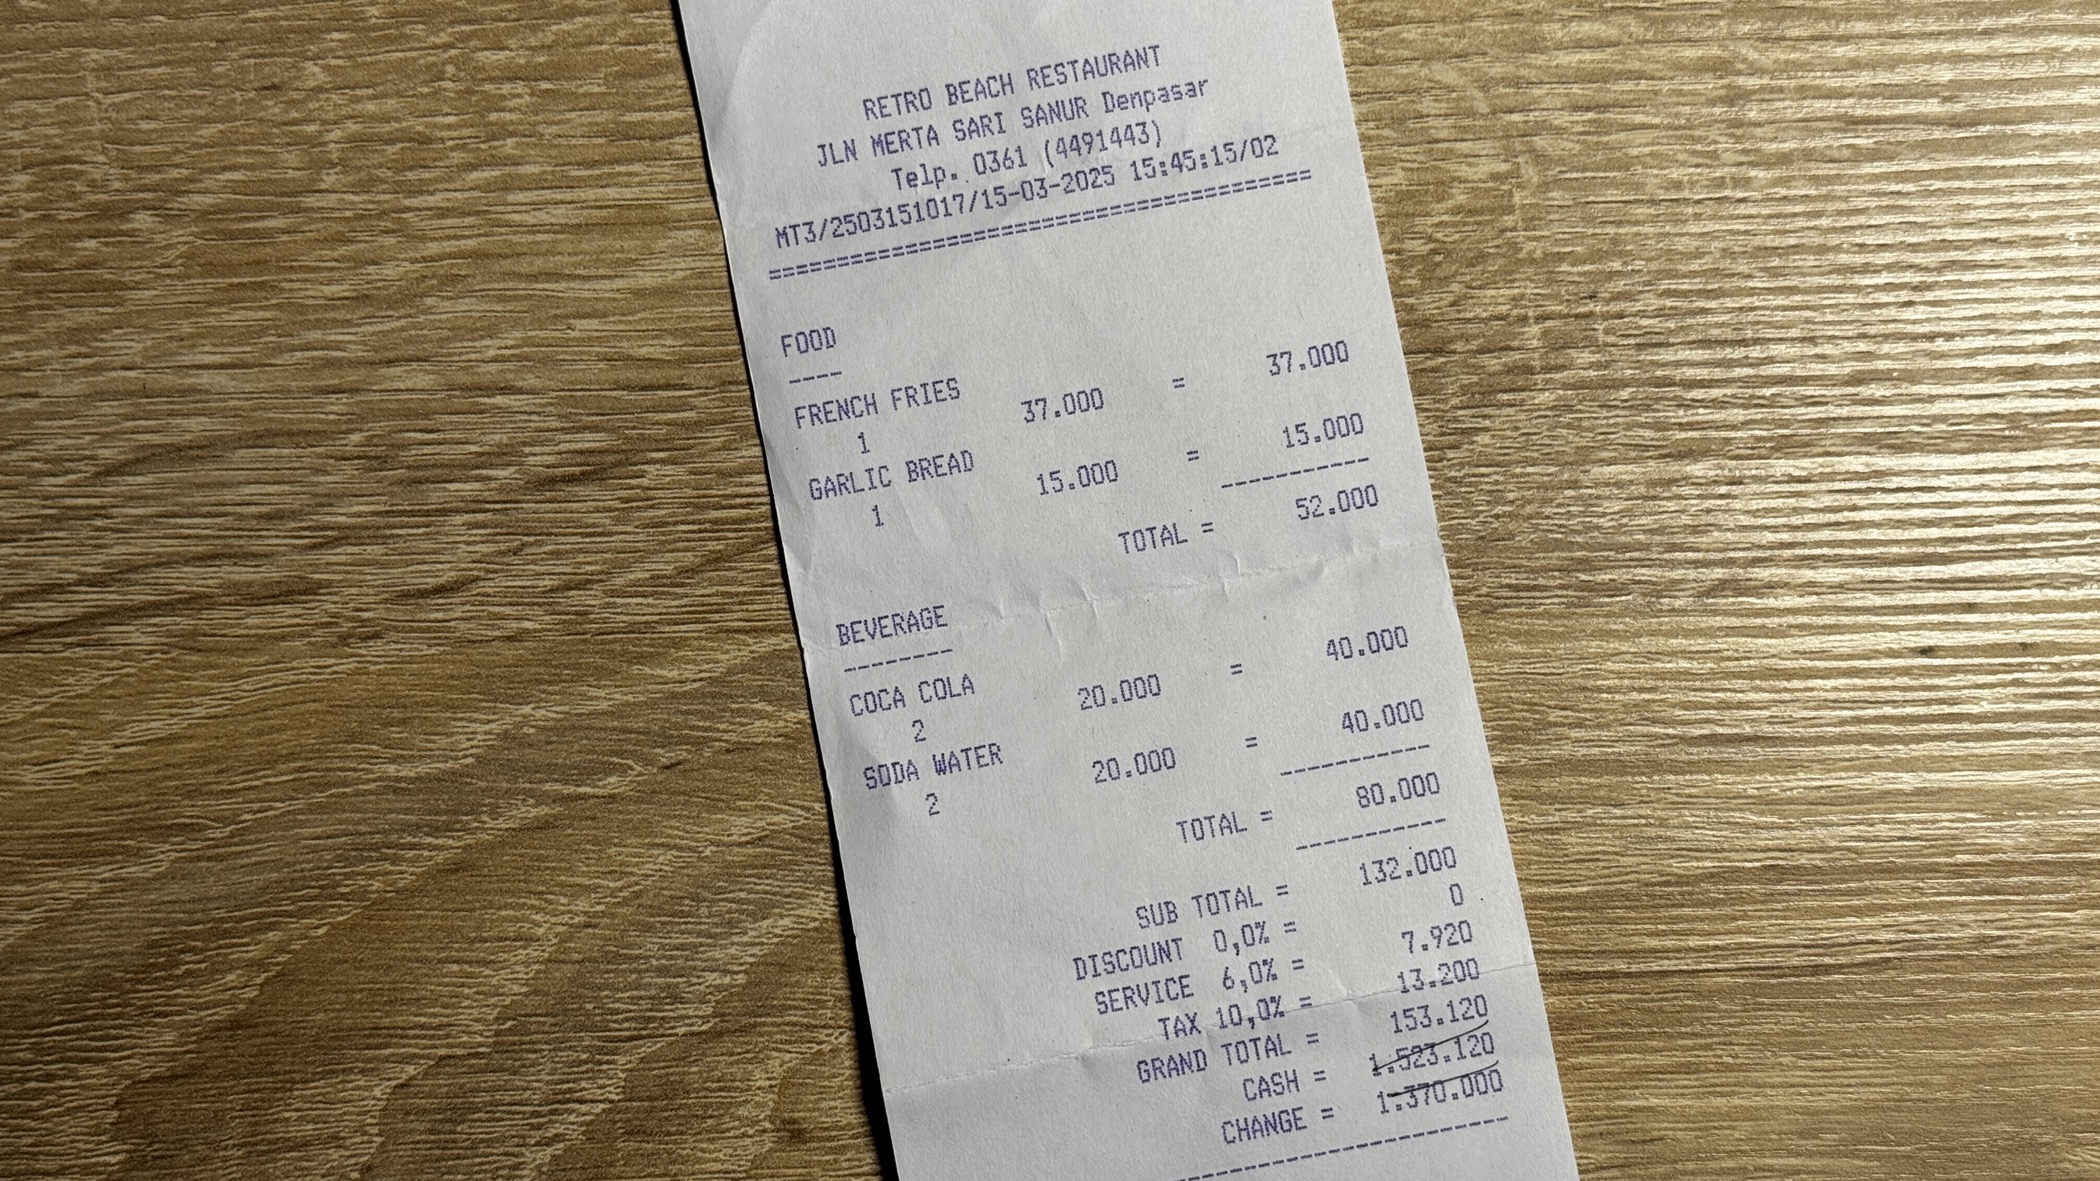 RETRO BEACH RESTAURANT
JLN MERTA SARI SANUR Denpasar
Telp. 0361 (4491443)
MT3/2503151017/15-03-2025 15:45:15/02
========================================
FOOD
----
FRENCH FRIES
1 37.000 = 37.000
GARLIC BREAD
1 15.000 = 15.000
-----------
TOTAL = 52.000
BEVERAGE
--------
COCA COLA
2 20.000 = 40.000
SODA WATER
2 20.000 = 40.000
-----------
TOTAL = 80.000
-----------
SUB TOTAL = 132.000
DISCOUNT 0,0% = 0
SERVICE 6,0% = 7.920
TAX 10,0% = 13.200
GRAND TOTAL = 153.120
CASH = 1.523.120
CHANGE = 1.370.000
------------------------